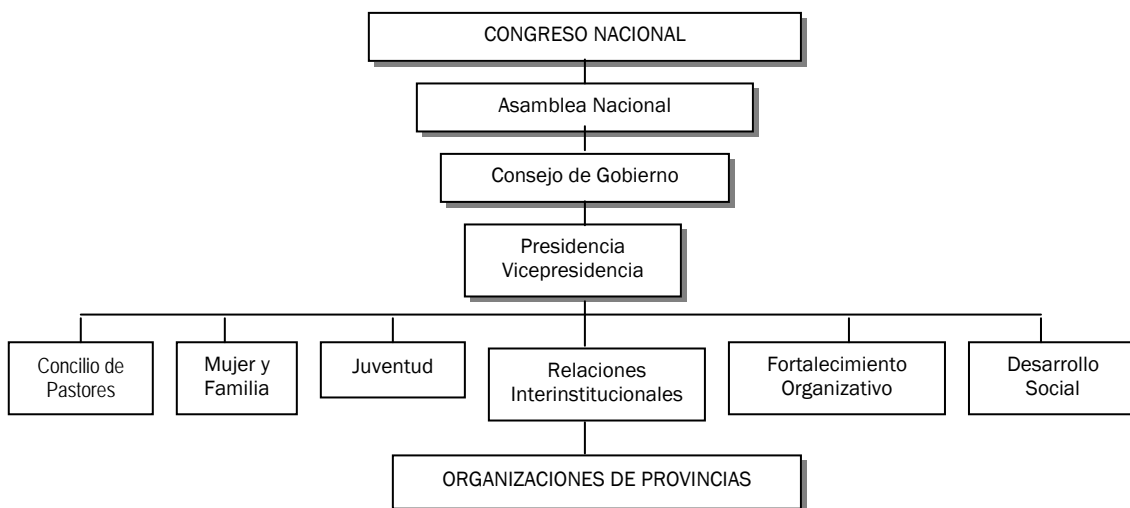 CONGRESO NACIONAL
Asamblea Nacional
Consejo de Gobierno
Presidencia
Vicepresidencia
Concilio de
Pastores
Mujer y
Familia
Juventud
Relaciones
Interinstitucionales
Fortalecimiento
Organizativo
Desarrollo
Social
ORGANIZACIONES DE PROVINCIAS